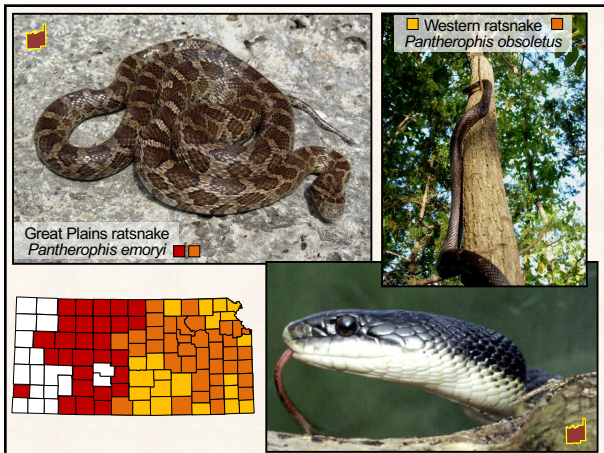 Western ratsnake
Pantherophis obsoletus
Great Plains ratsnake
Pantherophis emoryi